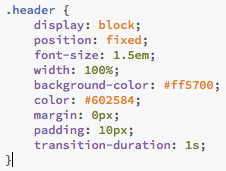 .header {
    display: block;
    position: fixed;
    font-size: 1.5em;
    width: 100%;
    background-color: #ff5700;
    color: #602584;
    margin: 0px;
    padding: 10px;
    transition-duration: 1s;
}